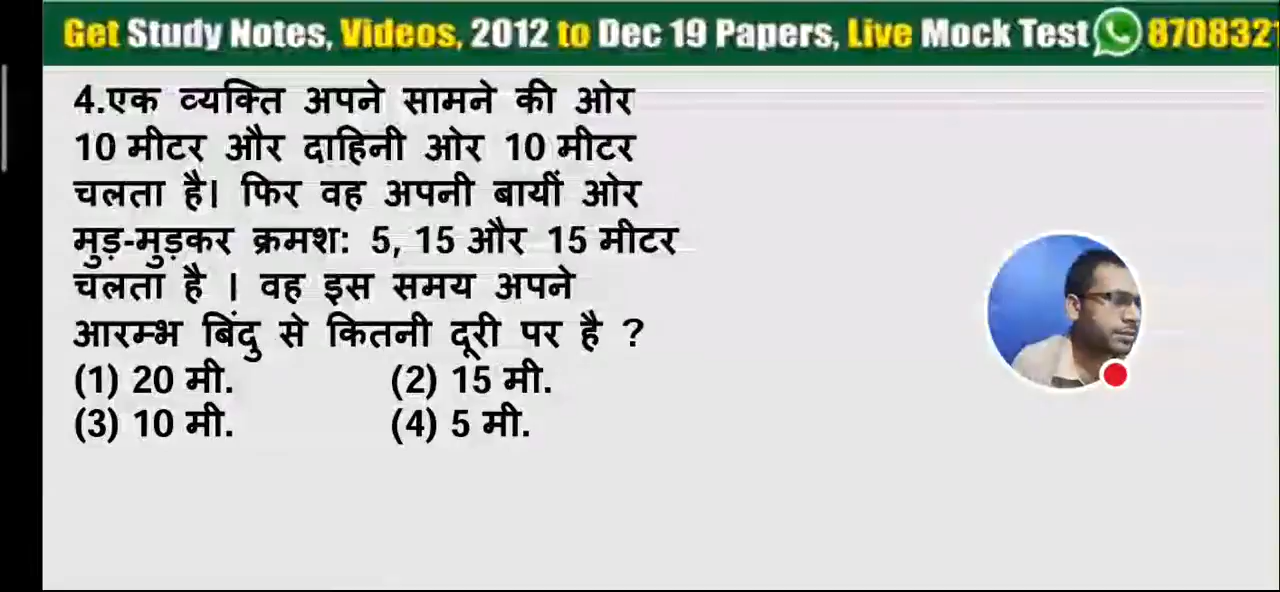 Get Study Notes, Videos, 2012 to Dec 19 Papers, Live Mock Test 870832
4.एक व्यक्ति अपने सामने की ओर
10 मीटर और दाहिनी ओर 10 मीटर
चलता है। फिर वह अपनी बायीं ओर
मुड़-मुड़कर क्रमश: 5, 15 और 15 मीटर
चलता है । वह इस समय अपने
आरम्भ बिंदु से कितनी दूरी पर है ?
(1) 20 मी. (2) 15 मी.
(3) 10 मी. (4) 5 मी.